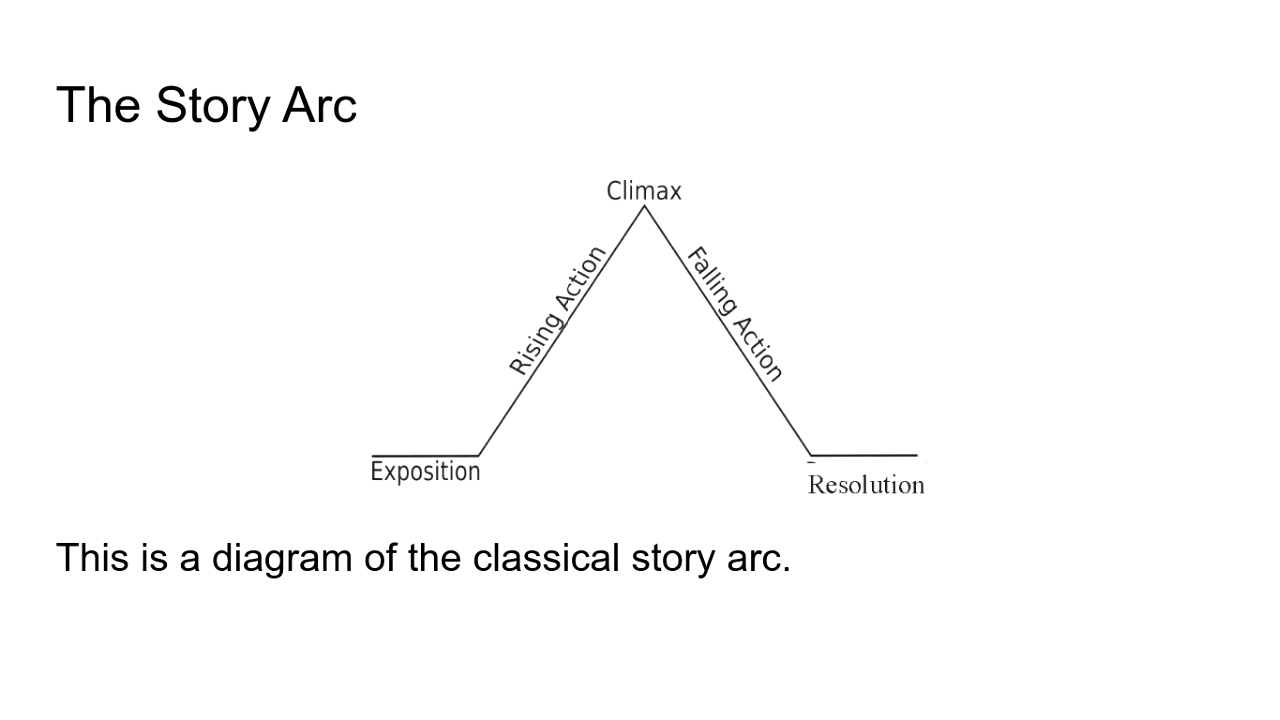 The Story Arc
Climax
Rising Action
Falling Action
Exposition
Resolution
This is a diagram of the classical story arc.